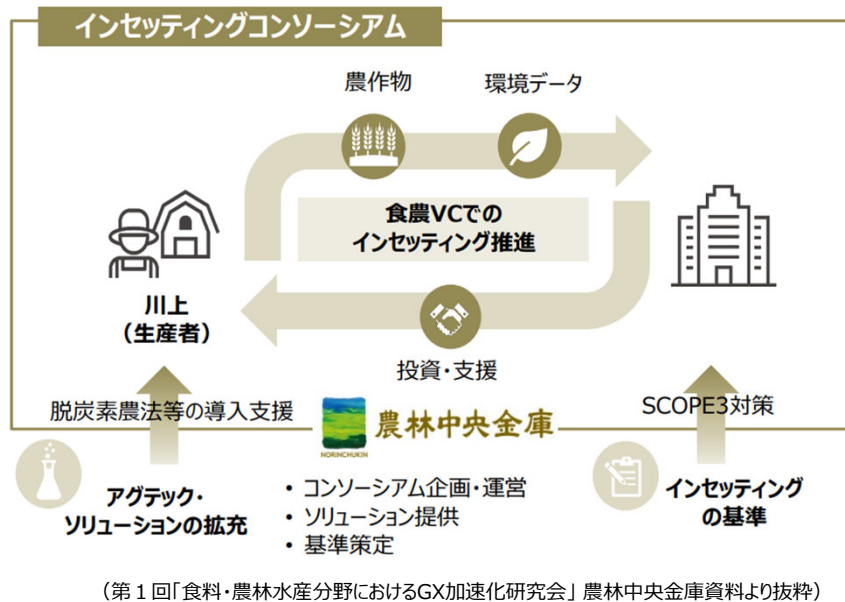 インセッティングコンソーシアム
農作物
環境データ
食農VCでの
インセッティング推進
川上
（生産者）
投資・支援
脱炭素農法等の導入支援
SCOPE3対策
NORINCHUKIN
農林中央金庫
アグテック・
ソリューションの拡充
• コンソーシアム企画・運営
• ソリューション提供
• 基準策定
インセッティング
の基準
（第１回「食料・農林水産分野におけるGX加速化研究会」 農林中央金庫資料より抜粋）